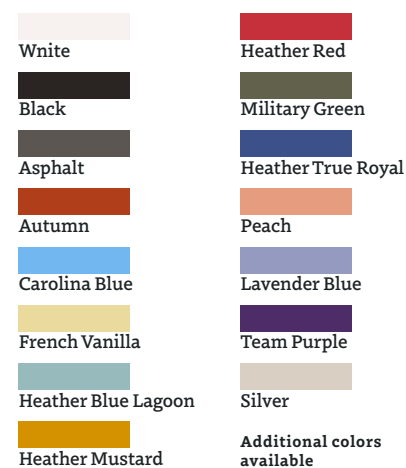 Wnite
Black
Asphalt
Autumn
Carolina Blue
French Vanilla
Heather Blue Lagoon
Heather Mustard
Heather Red
Military Green
Heather True Royal
Peach
Lavender Blue
Team Purple
Silver
Additional colors
available